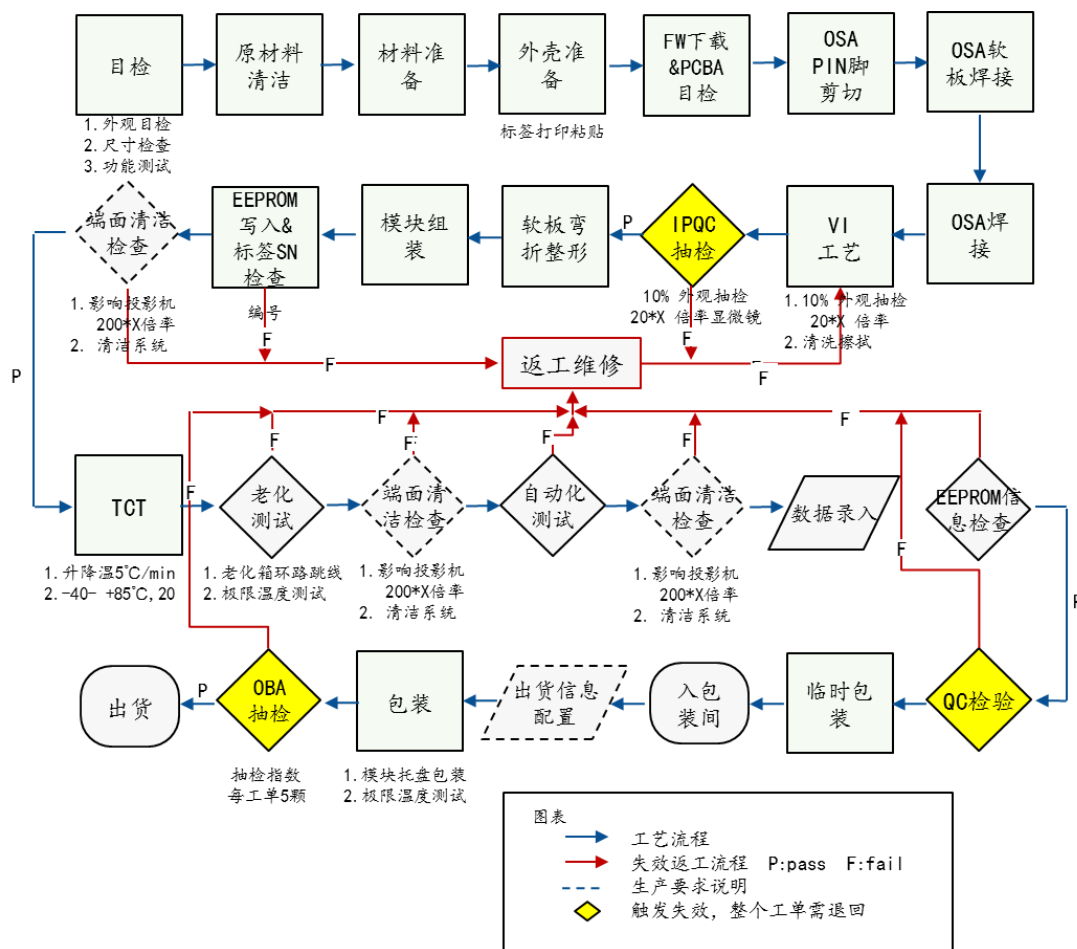 目检
原材料
清洁
材料准
备
外壳准
备
FW下载
&PCBA
目检
OSA
PIN脚
剪切
OSA软
板焊接
1.外观目检
2.尺寸检查
3.功能测试
标签打印粘贴
端面清洁
检查
EEPROM
写入&
标签SN
检查
模块组
装
软板弯
折整形
P
IPQC
抽检
VI
工艺
OSA焊
接
1.影响投影机
200*X倍率
2. 清洁系统
编号
10% 外观抽检
20*X 倍率显微镜
1.10% 外观抽检
20*X 倍率
2.清洗擦拭
F
F
F
F
返工维修
P
F
F
F
F
F
F
F
F
F
F
TCT
老化
测试
端面清
洁检查
自动化
测试
端面清洁
检查
数据录入
EEPROM信
息检查
1.升降温5℃/min
2.-40- +85℃,20
1.老化箱环路跳线
2.极限温度测试
1.影响投影机
200*X倍率
2. 清洁系统
1.影响投影机
200*X倍率
2. 清洁系统
出货
P
OBA
抽检
包装
出货信息
配置
入包
装间
临时包
装
QC检验
抽检指数
每工单5颗
1.模块托盘包装
2.极限温度测试
图表
工艺流程
失效返工流程 P:pass F:fail
生产要求说明
触发失效，整个工单需退回